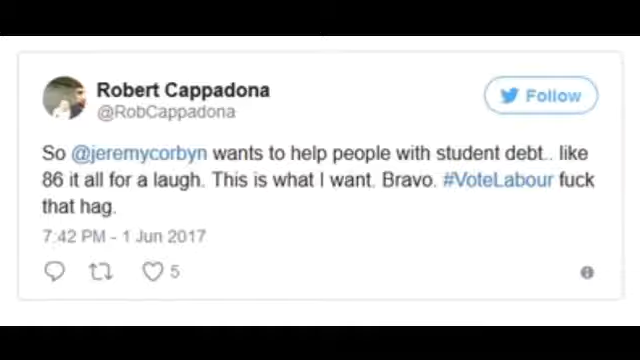 Robert Cappadona
@RobCappadona
Follow
So @jeremycorbyn wants to help people with student debt.. like
86 it all for a laugh. This is what I want. Bravo. #VoteLabour fuck
that hag.
7:42 PM - 1 Jun 2017
5